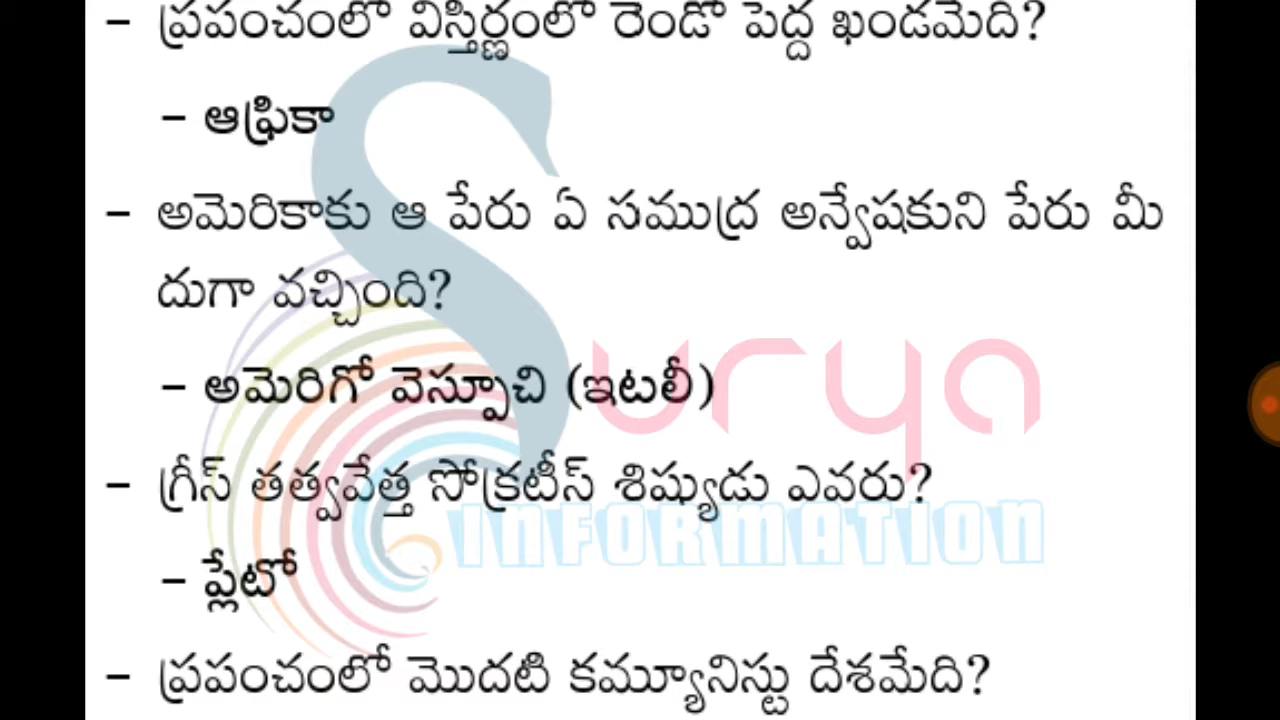 - ప్రపంచంలో విస్తీర్ణంలో రెండో పెద్ద ఖండమేది?
- ఆఫ్రికా
- అమెరికాకు ఆ పేరు ఏ సముద్ర అన్వేషకుని పేరు మీ
దుగా వచ్చింది?
- అమెరిగో వెస్పూచి (ఇటలీ)
- గ్రీస్ తత్వవేత్త సోక్రటీస్ శిష్యుడు ఎవరు?
- ప్లేటో
- ప్రపంచంలో మొదటి కమ్యూనిస్టు దేశమేది?
Surya
INFORMATION